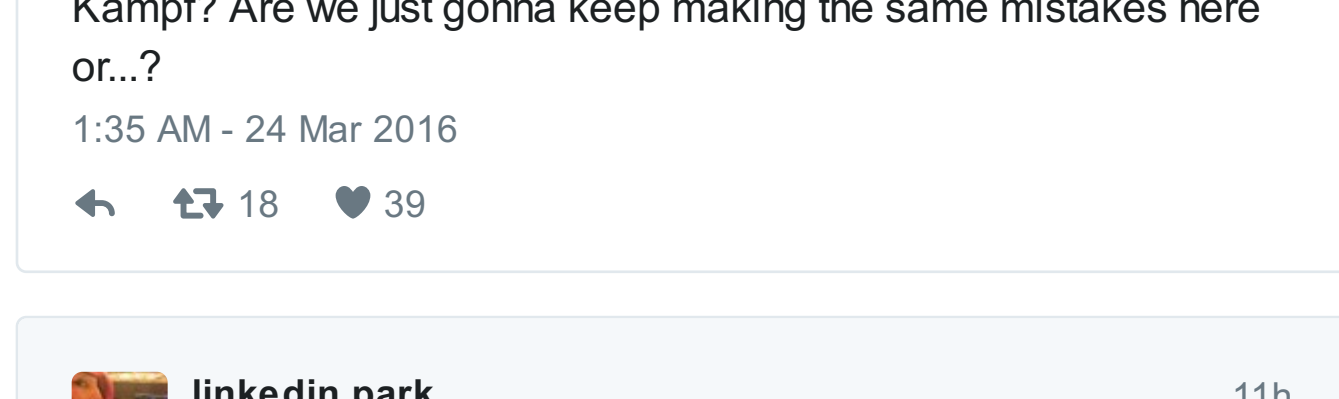 Kampf? Are we just gonna keep making the same mistakes here
or...?
1:35 AM - 24 Mar 2016
18 39
linkedin park 11h